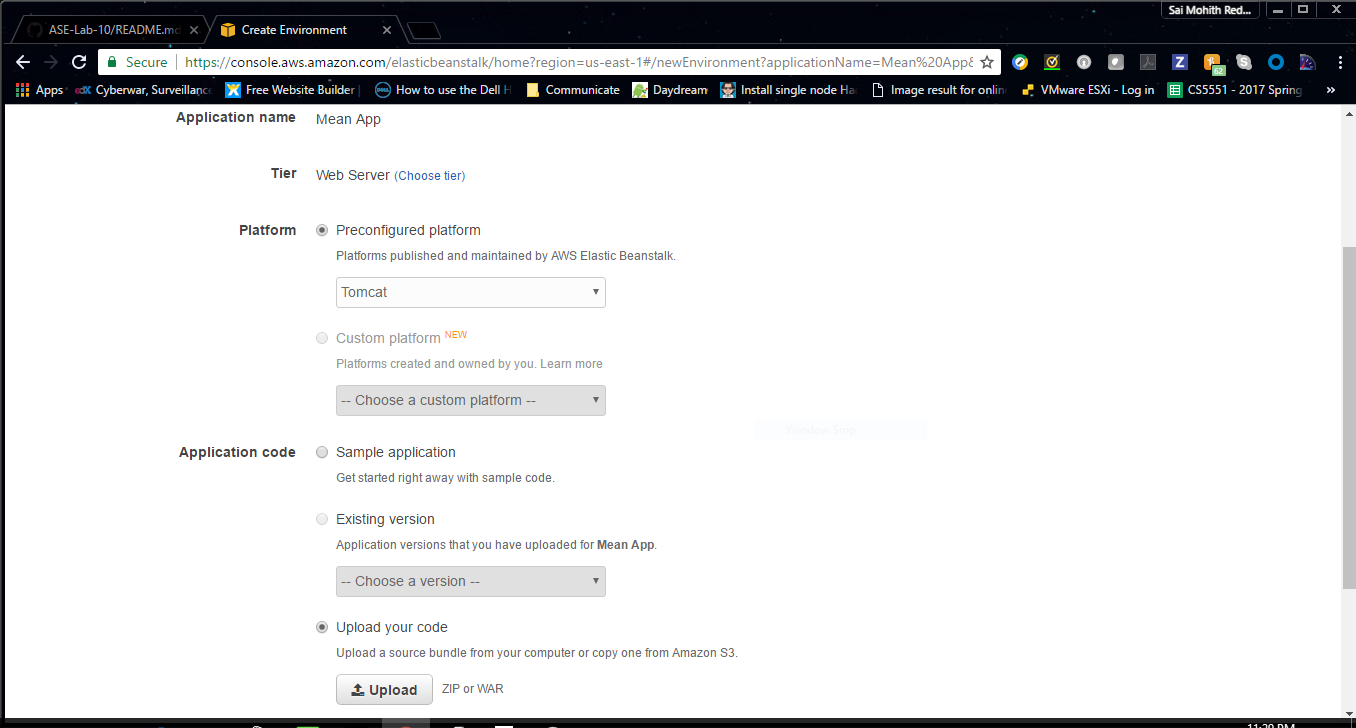 Sai Mohith Red...
ASE-Lab-10/README.md
Create Environment
Secure
https://console.aws.amazon.com/elasticbeanstalk/home?region=us-east-1#/newEnvironment?applicationName=Mean%20App&
62
Apps
edX Cyberwar, Surveillance
Free Website Builder
DELL How to use the Dell H
Communicate
Daydream
Install single node Ha
Image result for onlin
VMware ESXi - Log in
CS5551 - 2017 Spring
»
Application name Mean App
Tier Web Server (Choose tier)
Platform Preconfigured platform
Platforms published and maintained by AWS Elastic Beanstalk.
Tomcat
Custom platform NEW
Platforms created and owned by you. Learn more
-- Choose a custom platform --
Application code Sample application
Get started right away with sample code.
Existing version
Application versions that you have uploaded for Mean App.
-- Choose a version --
Upload your code
Upload a source bundle from your computer or copy one from Amazon S3.
Upload ZIP or WAR